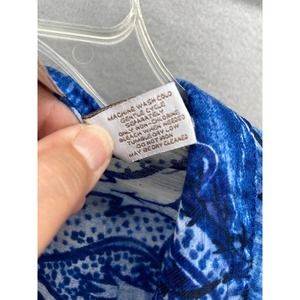 MACHINE WASH COLD
GENTLE CYCLE
SEPARATELY
ONLY NON-CHLORINE
BLEACH WHEN NEEDED
TUMBLE DRY LOW
DO NOT IRON
MAY BE DRY CLEANED